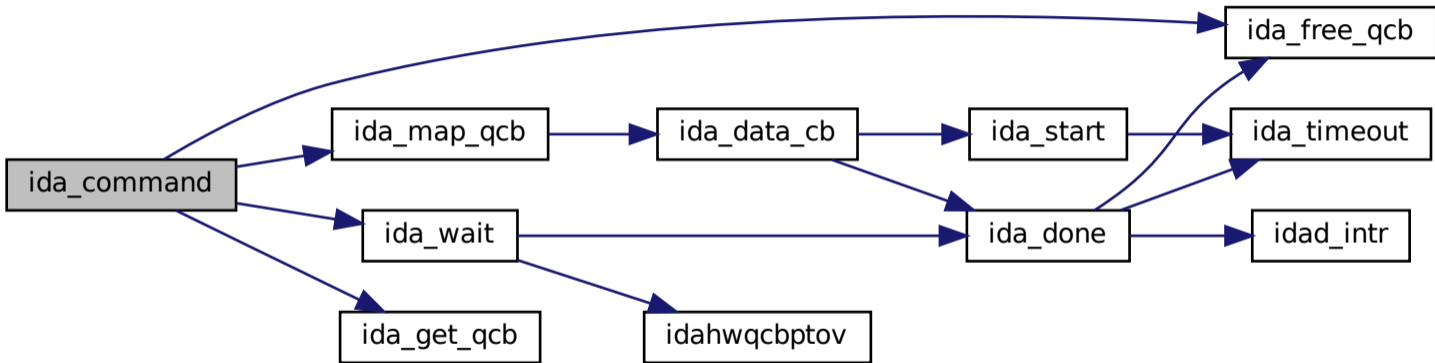 ida_free_qcb
ida_map_qcb
ida_data_cb
ida_start
ida_timeout
ida_command
ida_wait
ida_done
idad_intr
ida_get_qcb
idahwqcbptov